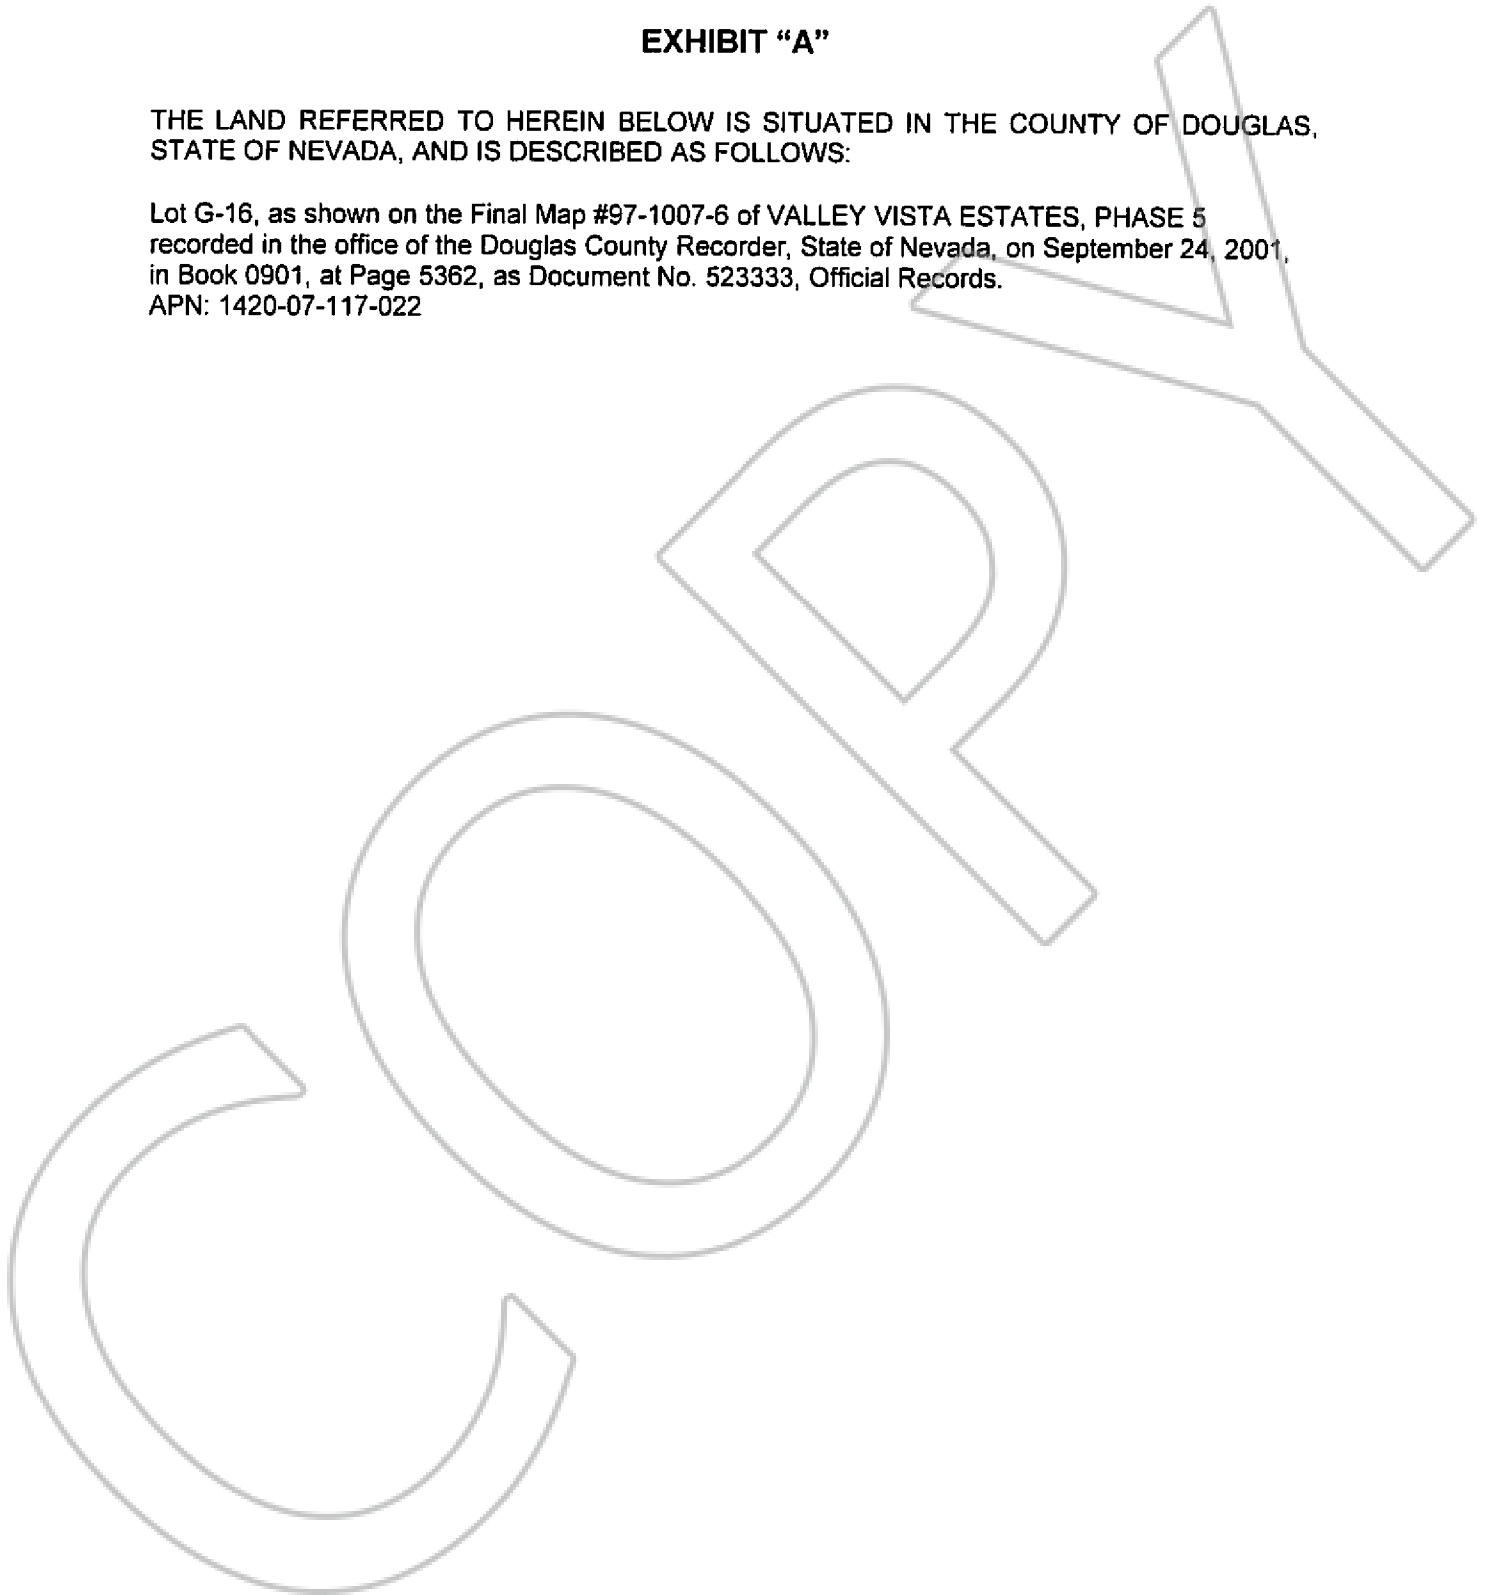 EXHIBIT “A”
THE LAND REFERRED TO HEREIN BELOW IS SITUATED IN THE COUNTY OF DOUGLAS,
STATE OF NEVADA, AND IS DESCRIBED AS FOLLOWS:
Lot G-16, as shown on the Final Map #97-1007-6 of VALLEY VISTA ESTATES, PHASE 5
recorded in the office of the Douglas County Recorder, State of Nevada, on September 24, 2001,
in Book 0901, at Page 5362, as Document No. 523333, Official Records.
APN: 1420-07-117-022
COPY